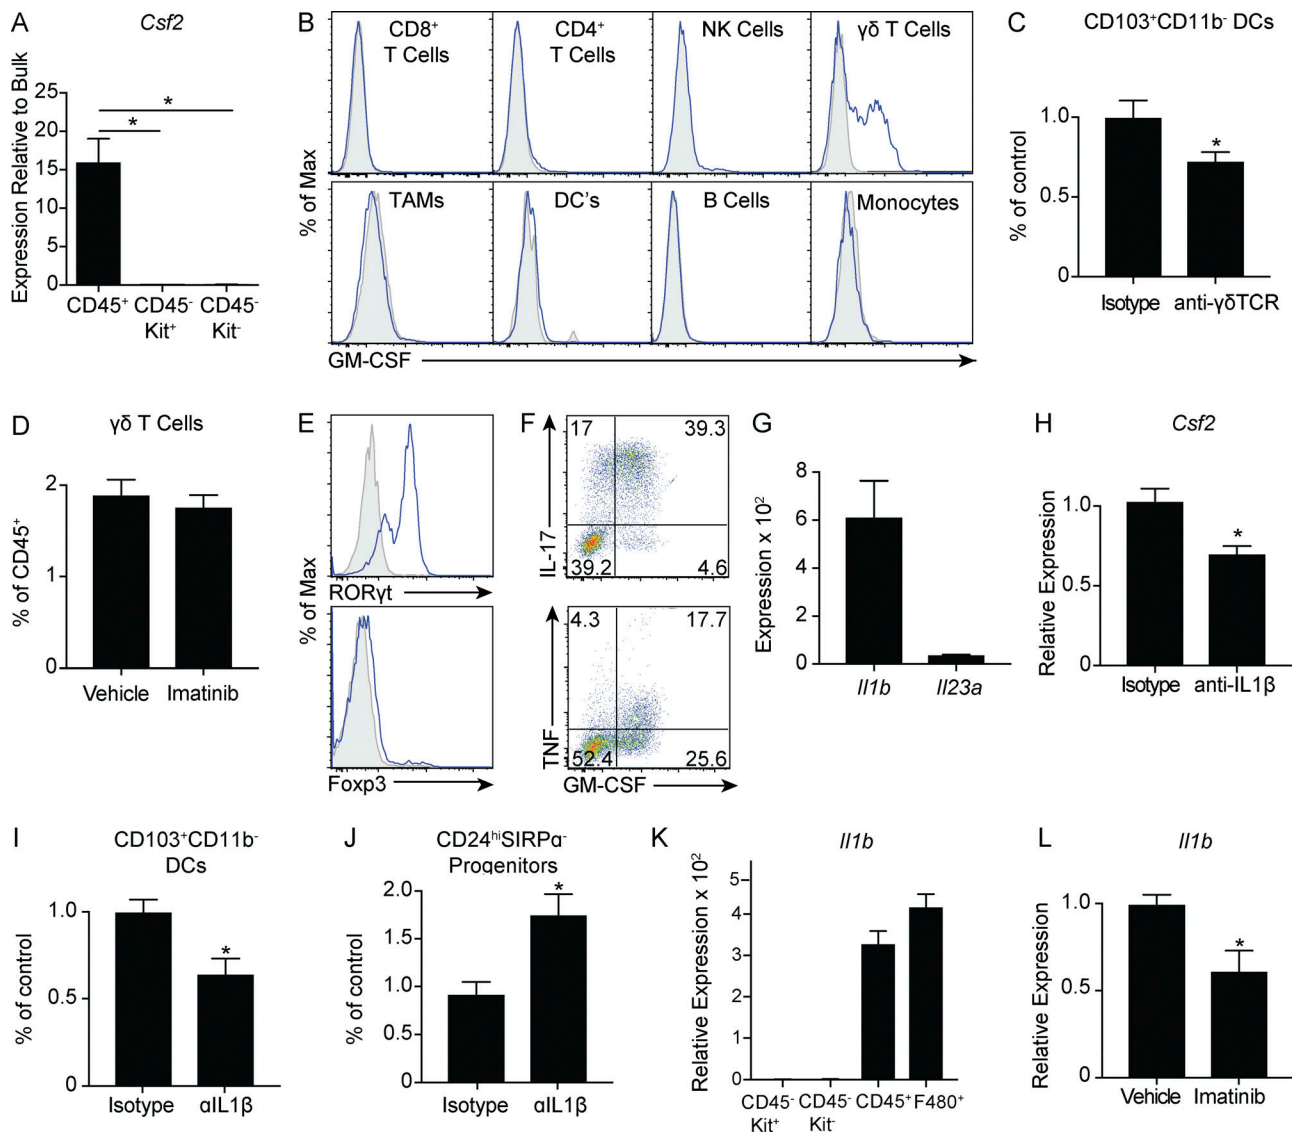 A
Csf2
Expression Relative to Bulk
25
20
15
10
5
0
*
*
CD45⁺
CD45⁻
Kit⁺
CD45⁻
Kit⁻
B
% of Max
CD8⁺
T Cells
CD4⁺
T Cells
NK Cells
γδ T Cells
TAMs
DC's
B Cells
Monocytes
GM-CSF
C
CD103⁺CD11b⁻ DCs
% of control
1.0
0.5
0
*
Isotype
anti-γδTCR
D
γδ T Cells
% of CD45⁺
2
1
0
Vehicle
Imatinib
E
% of Max
RORγt
Foxp3
F
IL-17
17
39.3
39.2
4.6
TNF
4.3
17.7
52.4
25.6
GM-CSF
G
Expression x 10²
8
6
4
2
0
Il1b
Il23a
H
Csf2
Relative Expression
1.0
0.5
0
*
Isotype
anti-IL1β
I
CD103⁺CD11b⁻
DCs
% of control
1.0
0.5
0
*
Isotype
αIL1β
J
CD24ʰⁱSIRPα⁻
Progenitors
% of control
2.0
1.0
0
*
Isotype
αIL1β
K
Il1b
Relative Expression x 10²
5
4
3
2
1
0
CD45⁻
Kit⁺
CD45⁻
Kit⁻
CD45⁺
F480⁺
L
Il1b
Relative Expression
1.0
0.5
0
*
Vehicle
Imatinib